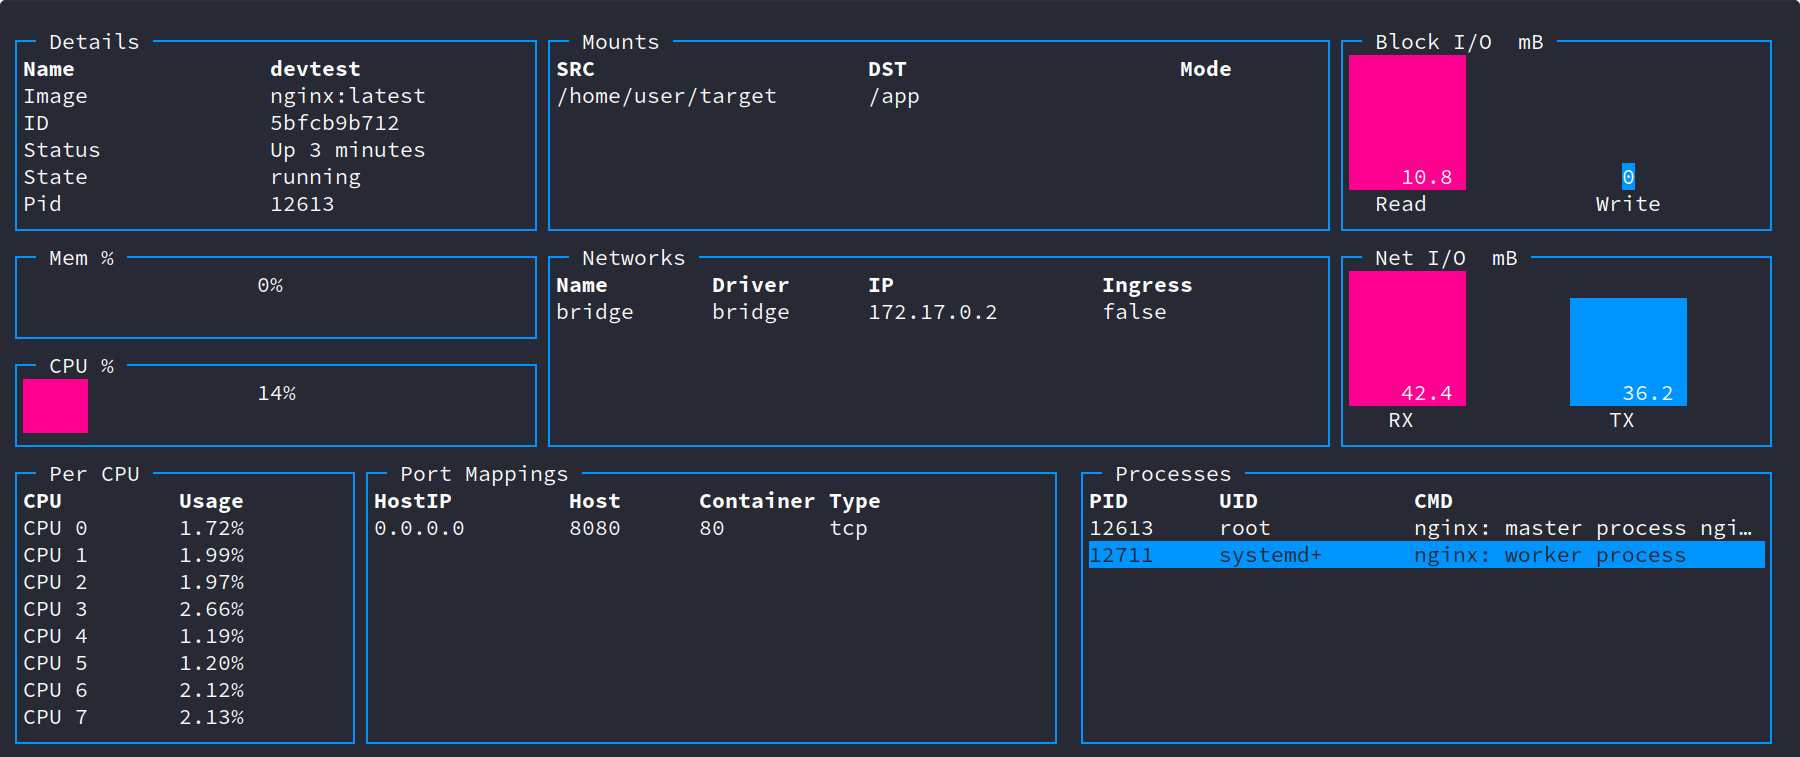 Details
Name devtest
Image nginx:latest
ID 5bfcb9b712
Status Up 3 minutes
State running
Pid 12613
Mounts
SRC DST Mode
/home/user/target /app
Block I/O mB
10.8 0
Read Write
Mem %
0%
CPU %
14%
Networks
Name Driver IP Ingress
bridge bridge 172.17.0.2 false
Net I/O mB
42.4 36.2
RX TX
Per CPU
CPU Usage
CPU 0 1.72%
CPU 1 1.99%
CPU 2 1.97%
CPU 3 2.66%
CPU 4 1.19%
CPU 5 1.20%
CPU 6 2.12%
CPU 7 2.13%
Port Mappings
HostIP Host Container Type
0.0.0.0 8080 80 tcp
Processes
PID UID CMD
12613 root nginx: master process ngi…
12711 systemd+ nginx: worker process